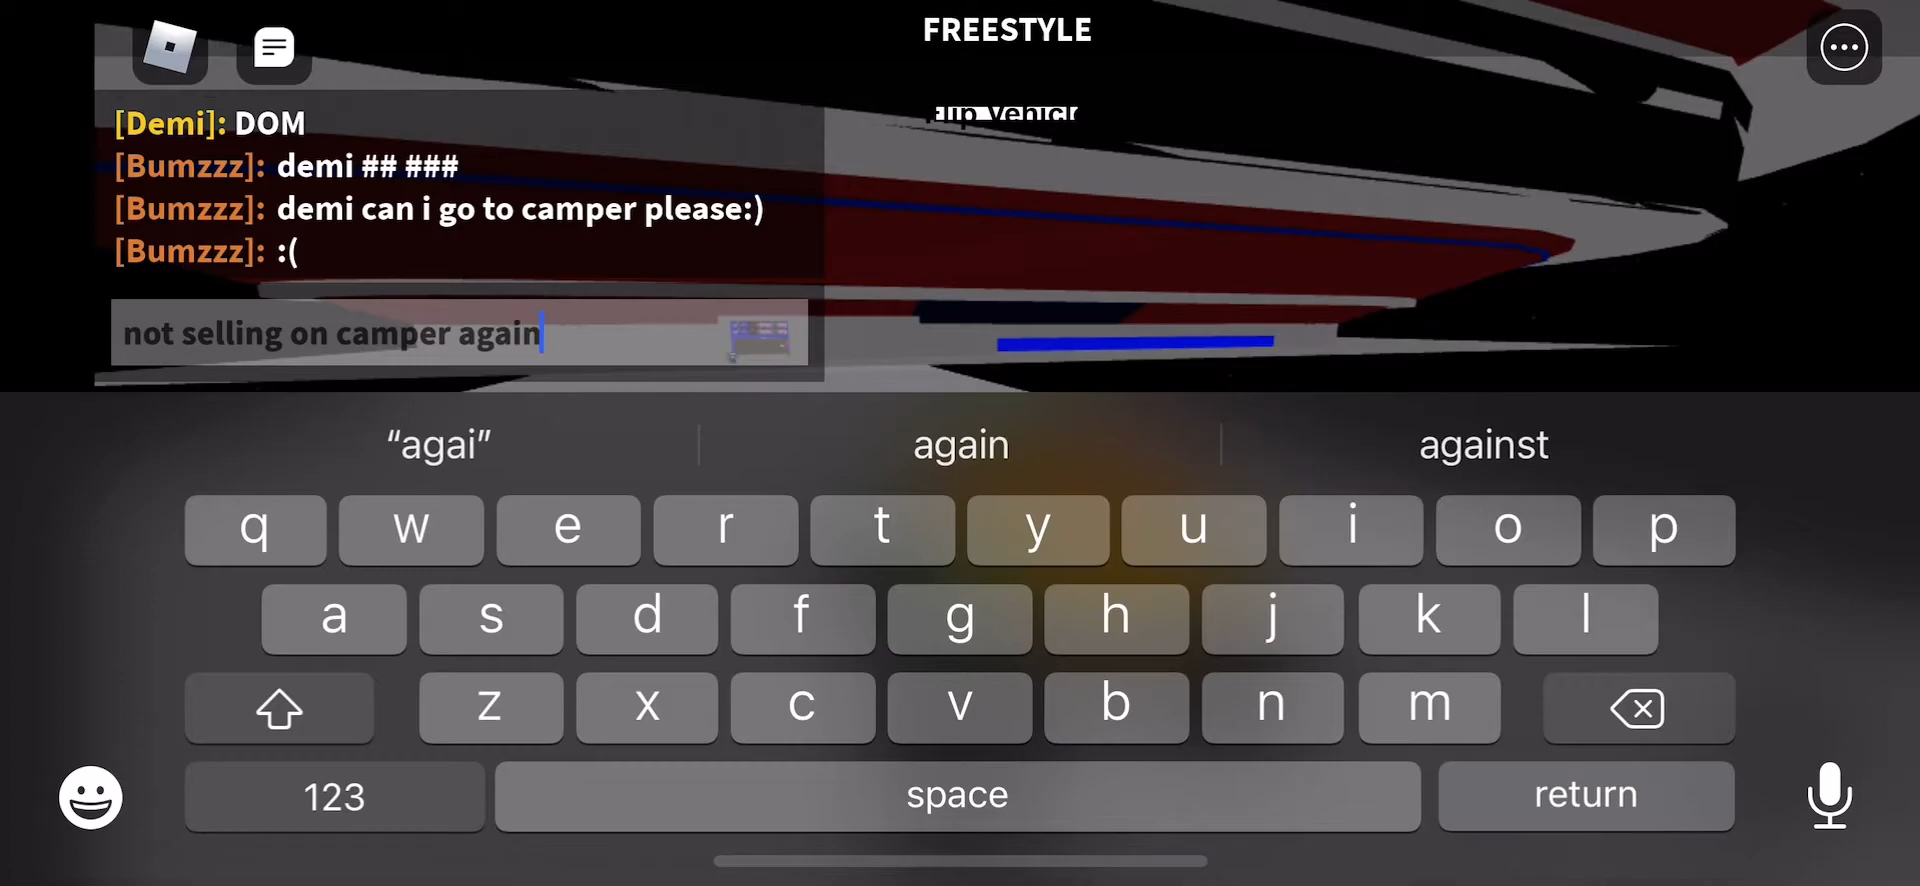 FREESTYLE
[Demi]: DOM
[Bumzzz]: demi ## ###
[Bumzzz]: demi can i go to camper please:)
[Bumzzz]: :(
not selling on camper again
“agai” again against
q w e r t y u i o p
a s d f g h j k l
z x c v b n m
123 space return